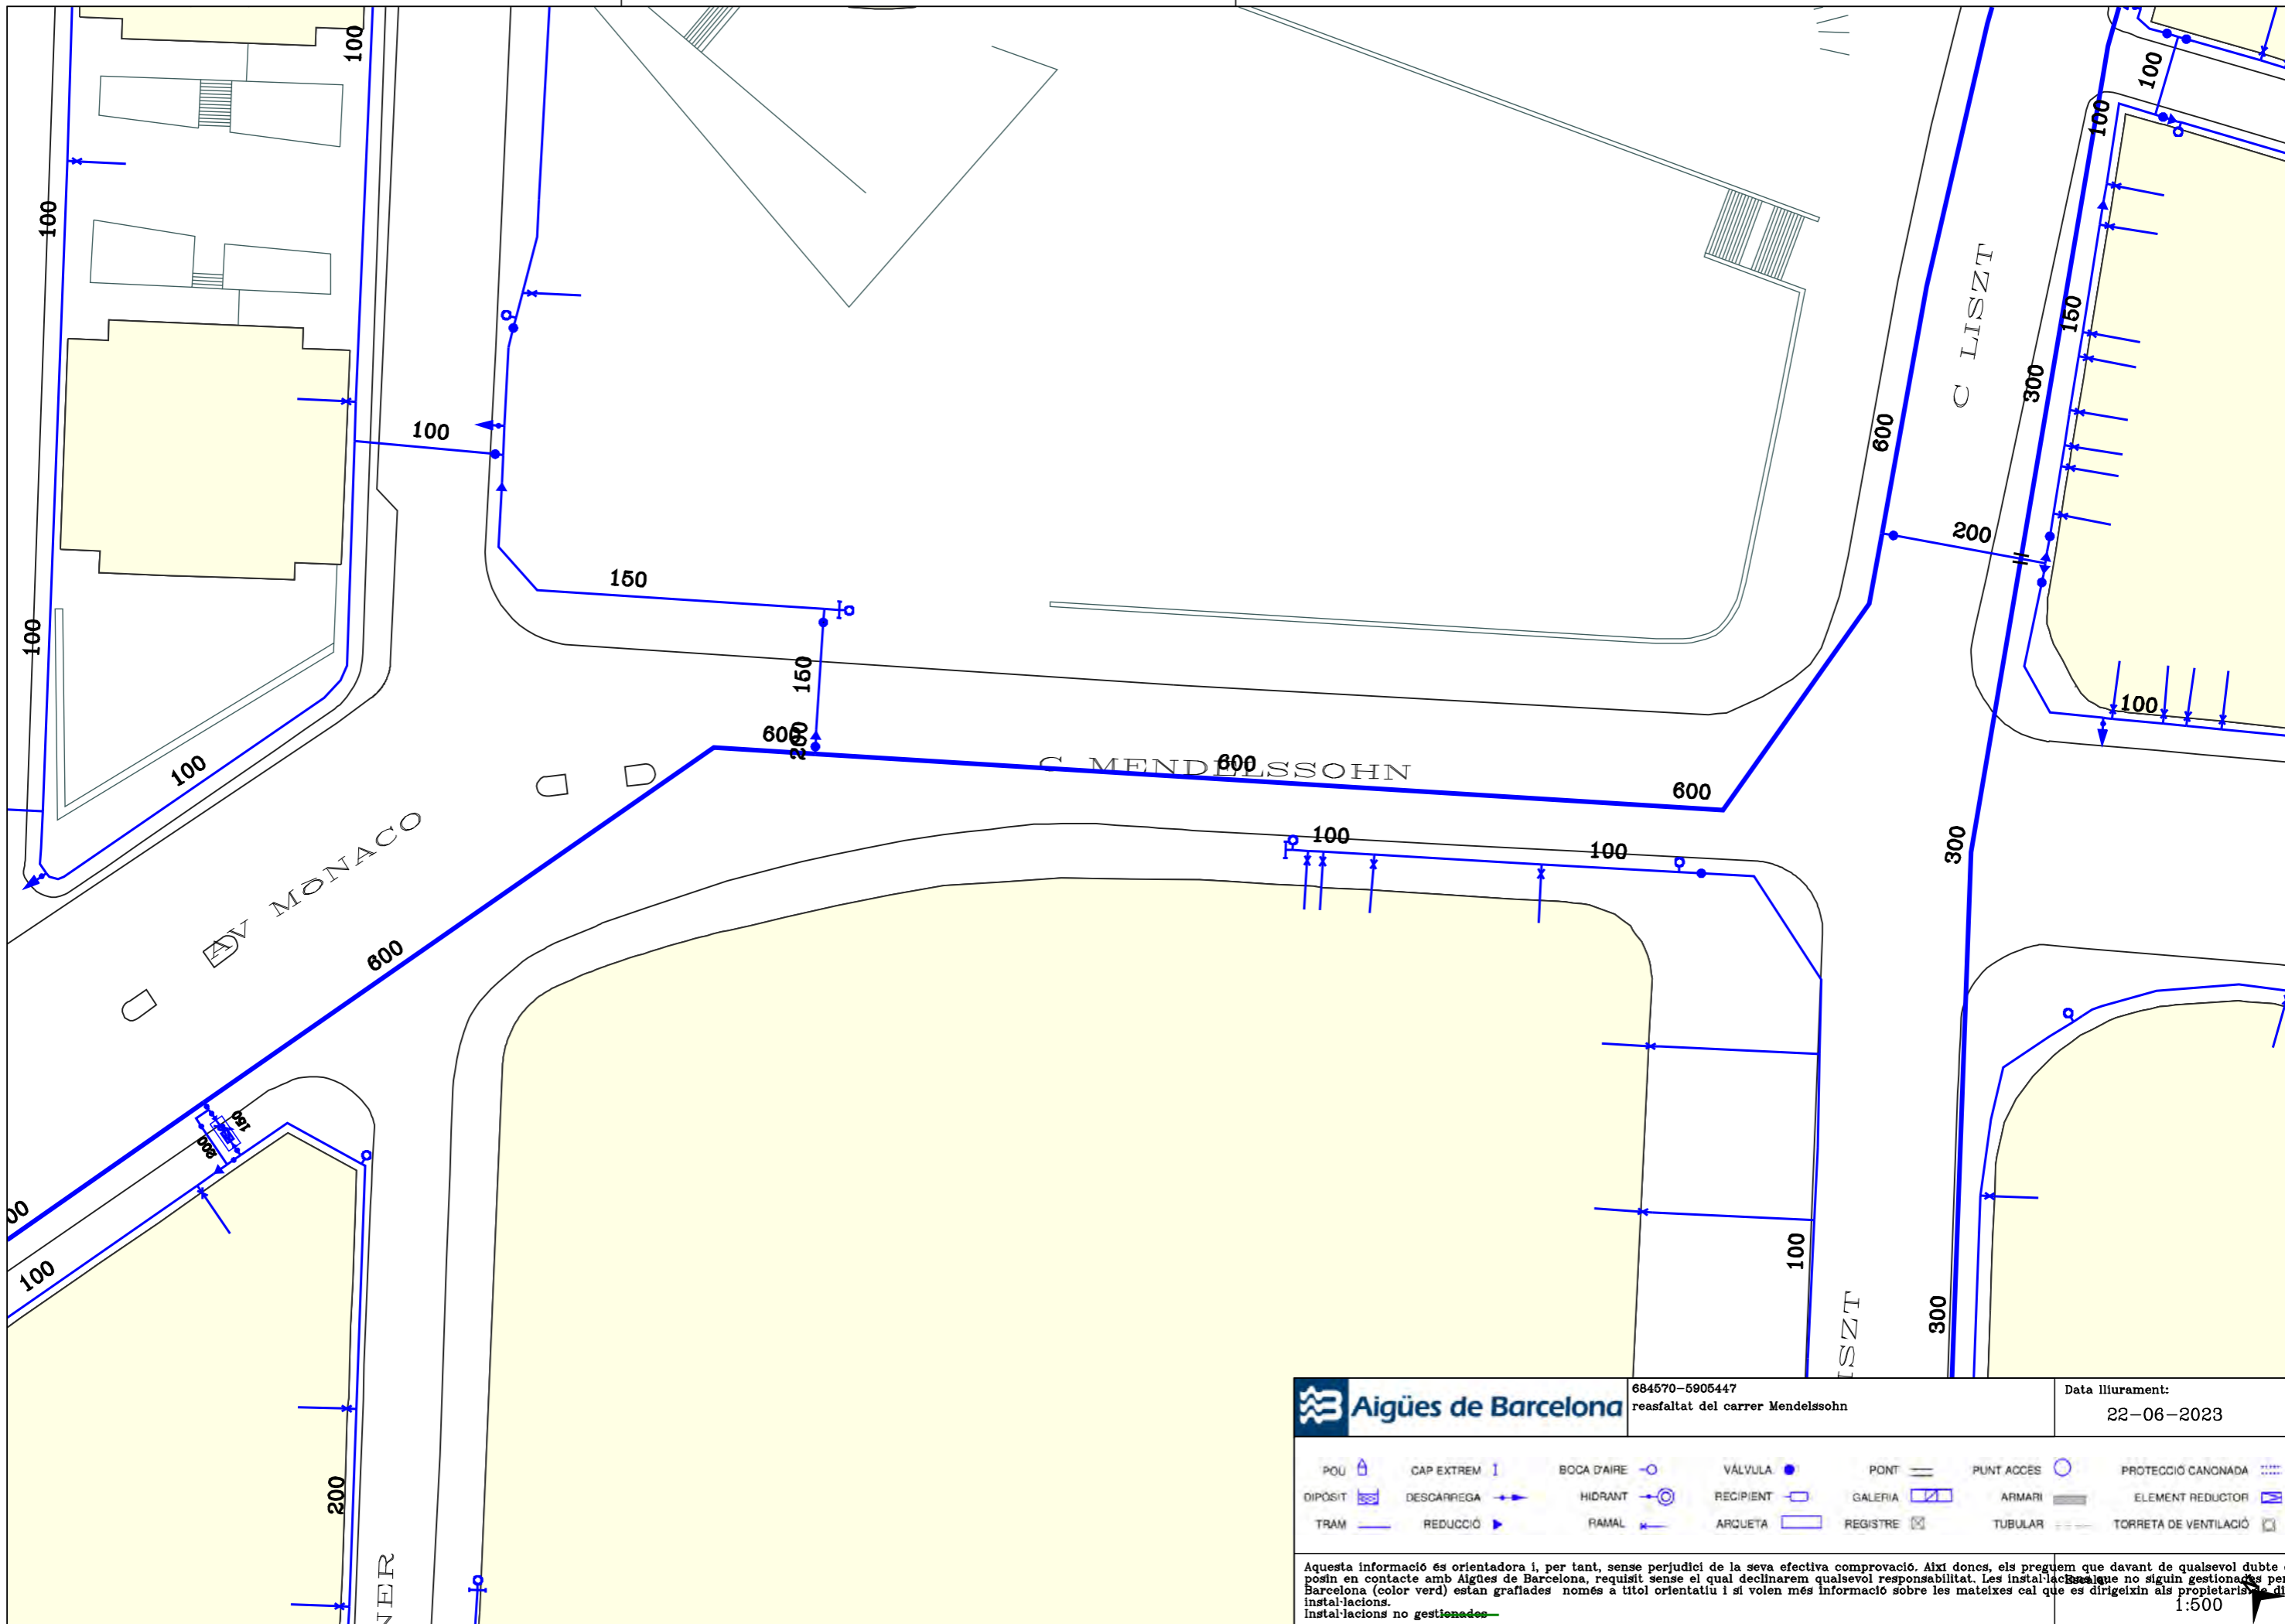 100
100
100
100
100
100
100
150
150
200
600
600
600
600
C MENDELSSOHN
AV MONACO
600
C LISZT
600
300
150
200
100
100
100
300
300
100
100
150
200
100
200
Aigües de Barcelona
684570-5905447
reasfaltat del carrer Mendelssohn
Data lliurament:
22-06-2023
POU CAP EXTREM BOCA D'AIRE VÀLVULA PONT PUNT ACCÉS PROTECCIÓ CANONADA
DIPÒSIT DESCÀRREGA HIDRANT RECIPIENT GALERIA ARMARI ELEMENT REDUCTOR
TRAM REDUCCIÓ RAMAL ARQUETA REGISTRE TUBULAR TORRETA DE VENTILACIÓ
Aquesta informació és orientadora i, per tant, sense perjudici de la seva efectiva comprovació. Així doncs, els preguem que davant de qualsevol dubte
posin en contacte amb Aigües de Barcelona, requisit sense el qual declinarem qualsevol responsabilitat. Les instal·lacions que no siguin gestionades per
Barcelona (color verd) estan grafiades només a títol orientatiu i si volen més informació sobre les mateixes cal que es dirigeixin als propietaris de
instal·lacions.
Instal·lacions no gestionades
Escala:
1:500